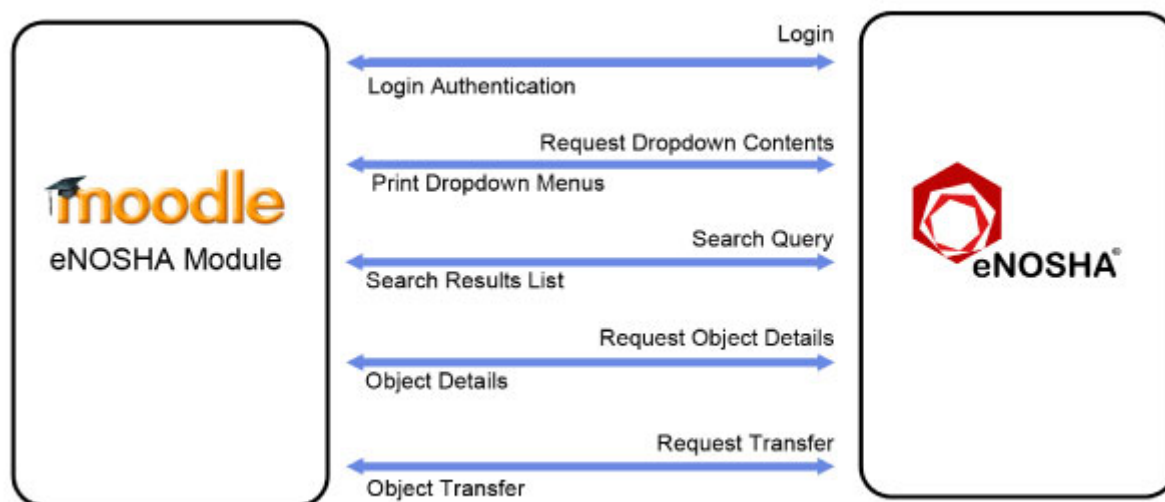 Login
Login Authentication
Request Dropdown Contents
Print Dropdown Menus
moodle
eNOSHA Module
Search Query
Search Results List
eNOSHA©
Request Object Details
Object Details
Request Transfer
Object Transfer